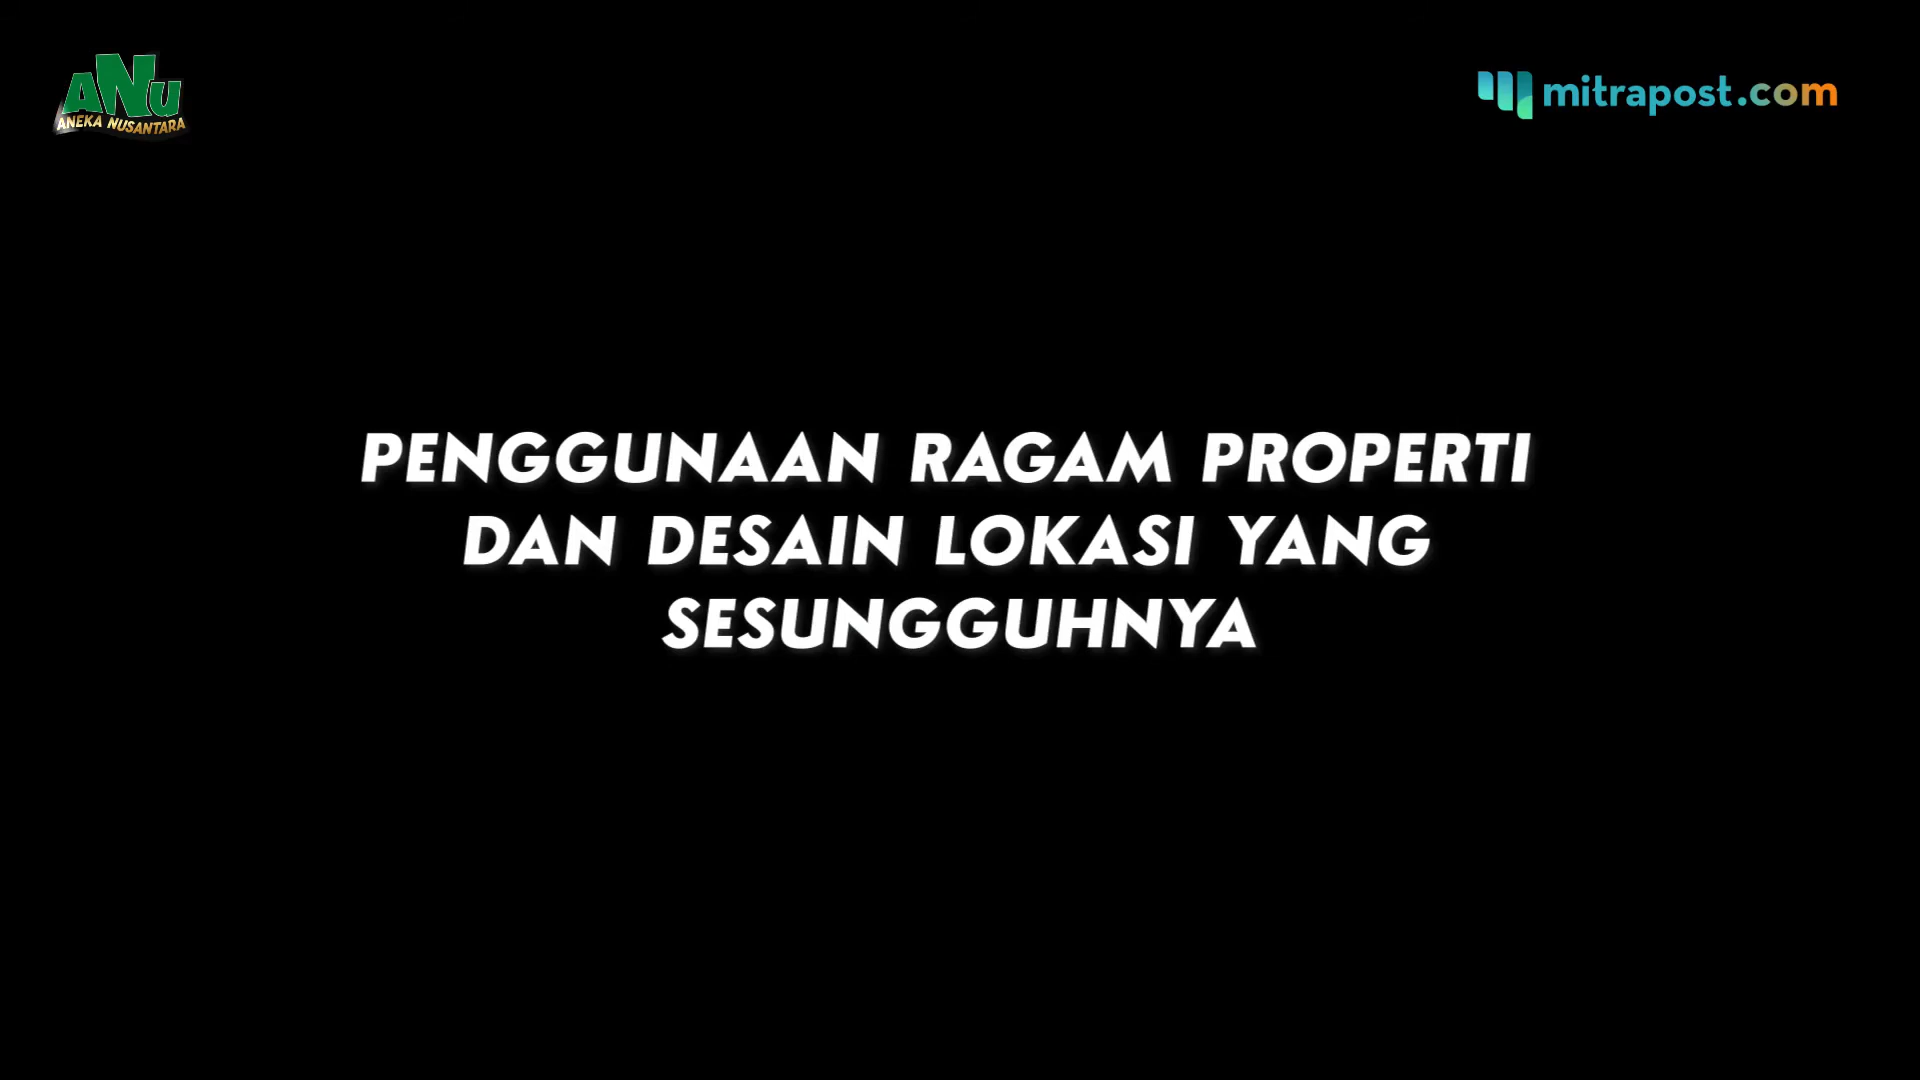 ANU
ANEKA NUSANTARA
mitrapost.com
PENGGUNAAN RAGAM PROPERTI
DAN DESAIN LOKASI YANG
SESUNGGUHNYA